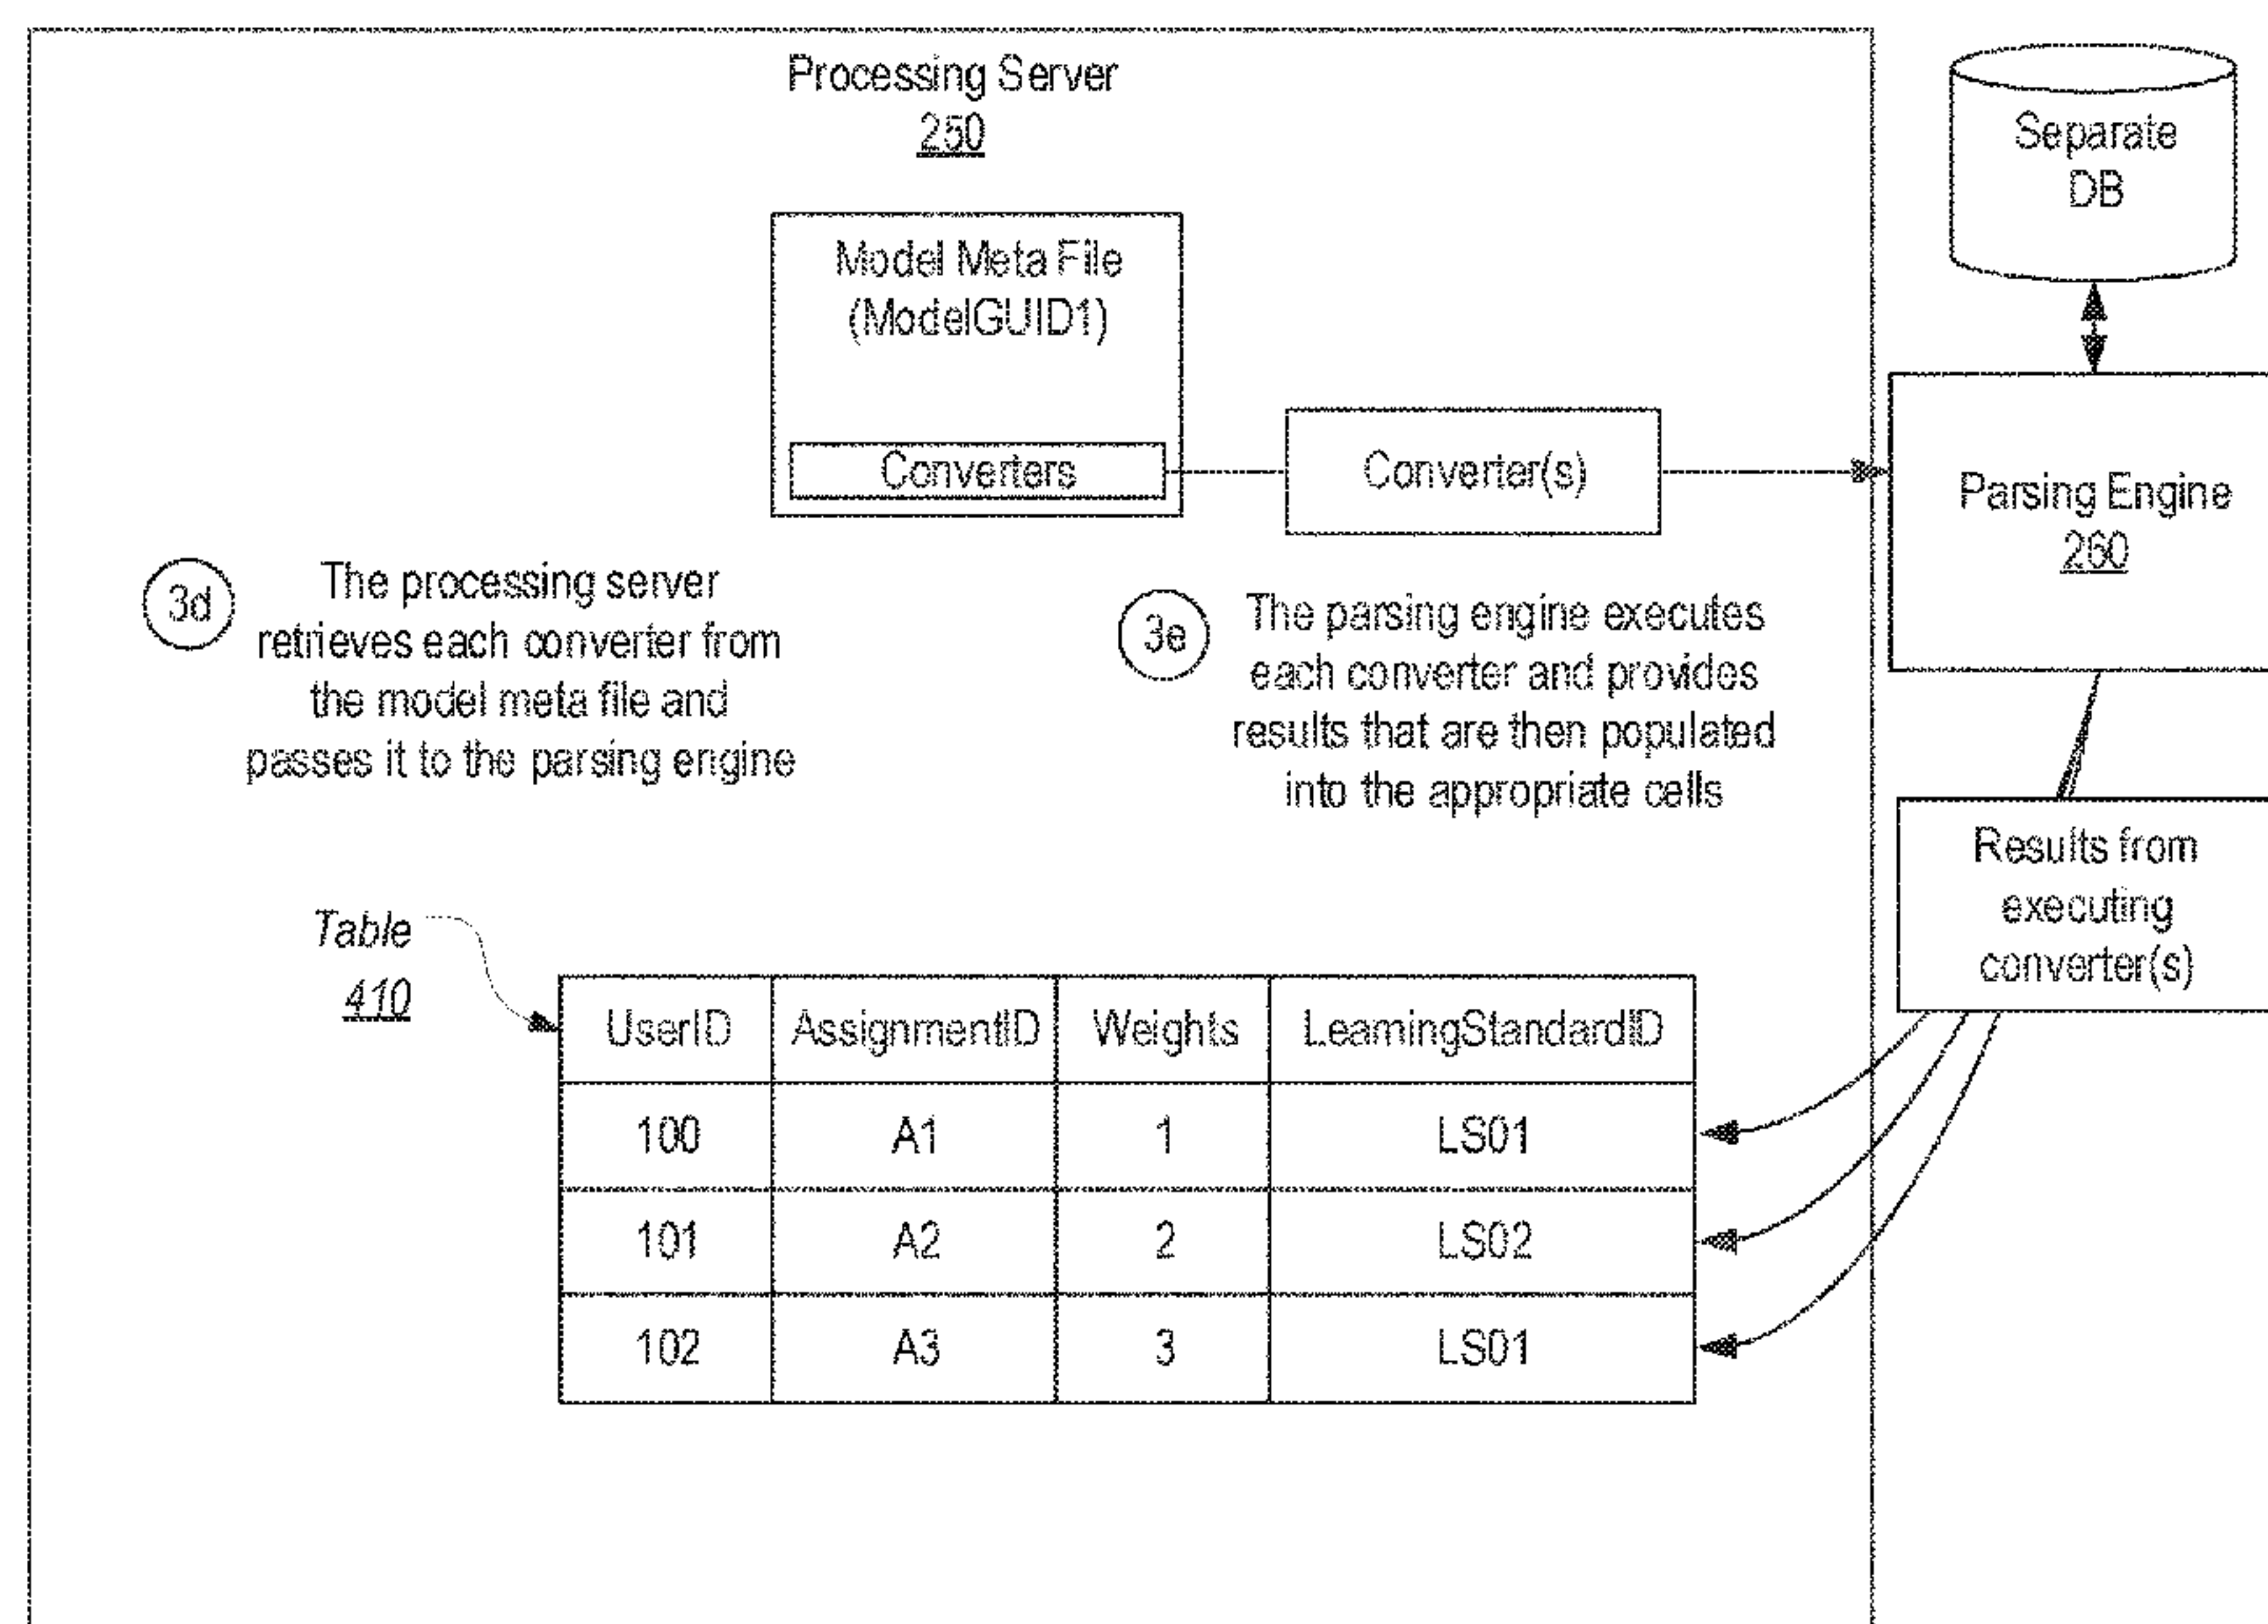 Processing Server
250
Separate
DB
Model Meta File
(ModelGUID1)
Converters
Converter(s)
Parsing Engine
260
3d
The processing server
retrieves each converter from
the model meta file and
passes it to the parsing engine
3e
The parsing engine executes
each converter and provides
results that are then populated
into the appropriate cells
Results from
executing
converter(s)
Table
410
UserID AssignmentID Weights LearningStandardID
100 A1 1 LS01
101 A2 2 LS02
102 A3 3 LS01